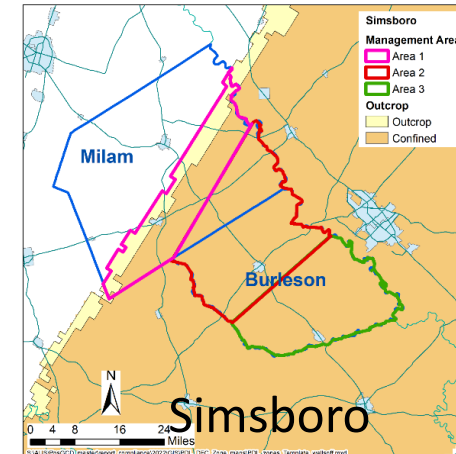 Simsboro
Management Area
Area 1
Area 2
Area 3
Outcrop
Outcrop
Confined
Milam
Burleson
N
Simsboro
0 4 8 16 24
Miles